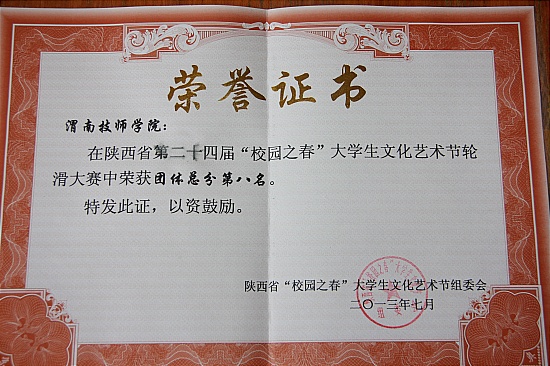 荣誉证书
渭南技师学院：
在陕西省第二十四届“校园之春”大学生文化艺术节轮
滑大赛中荣获团体总分第八名。
特发此证，以资鼓励。
陕西省“校园之春”大学生文化艺术节组委会
二〇一三年七月